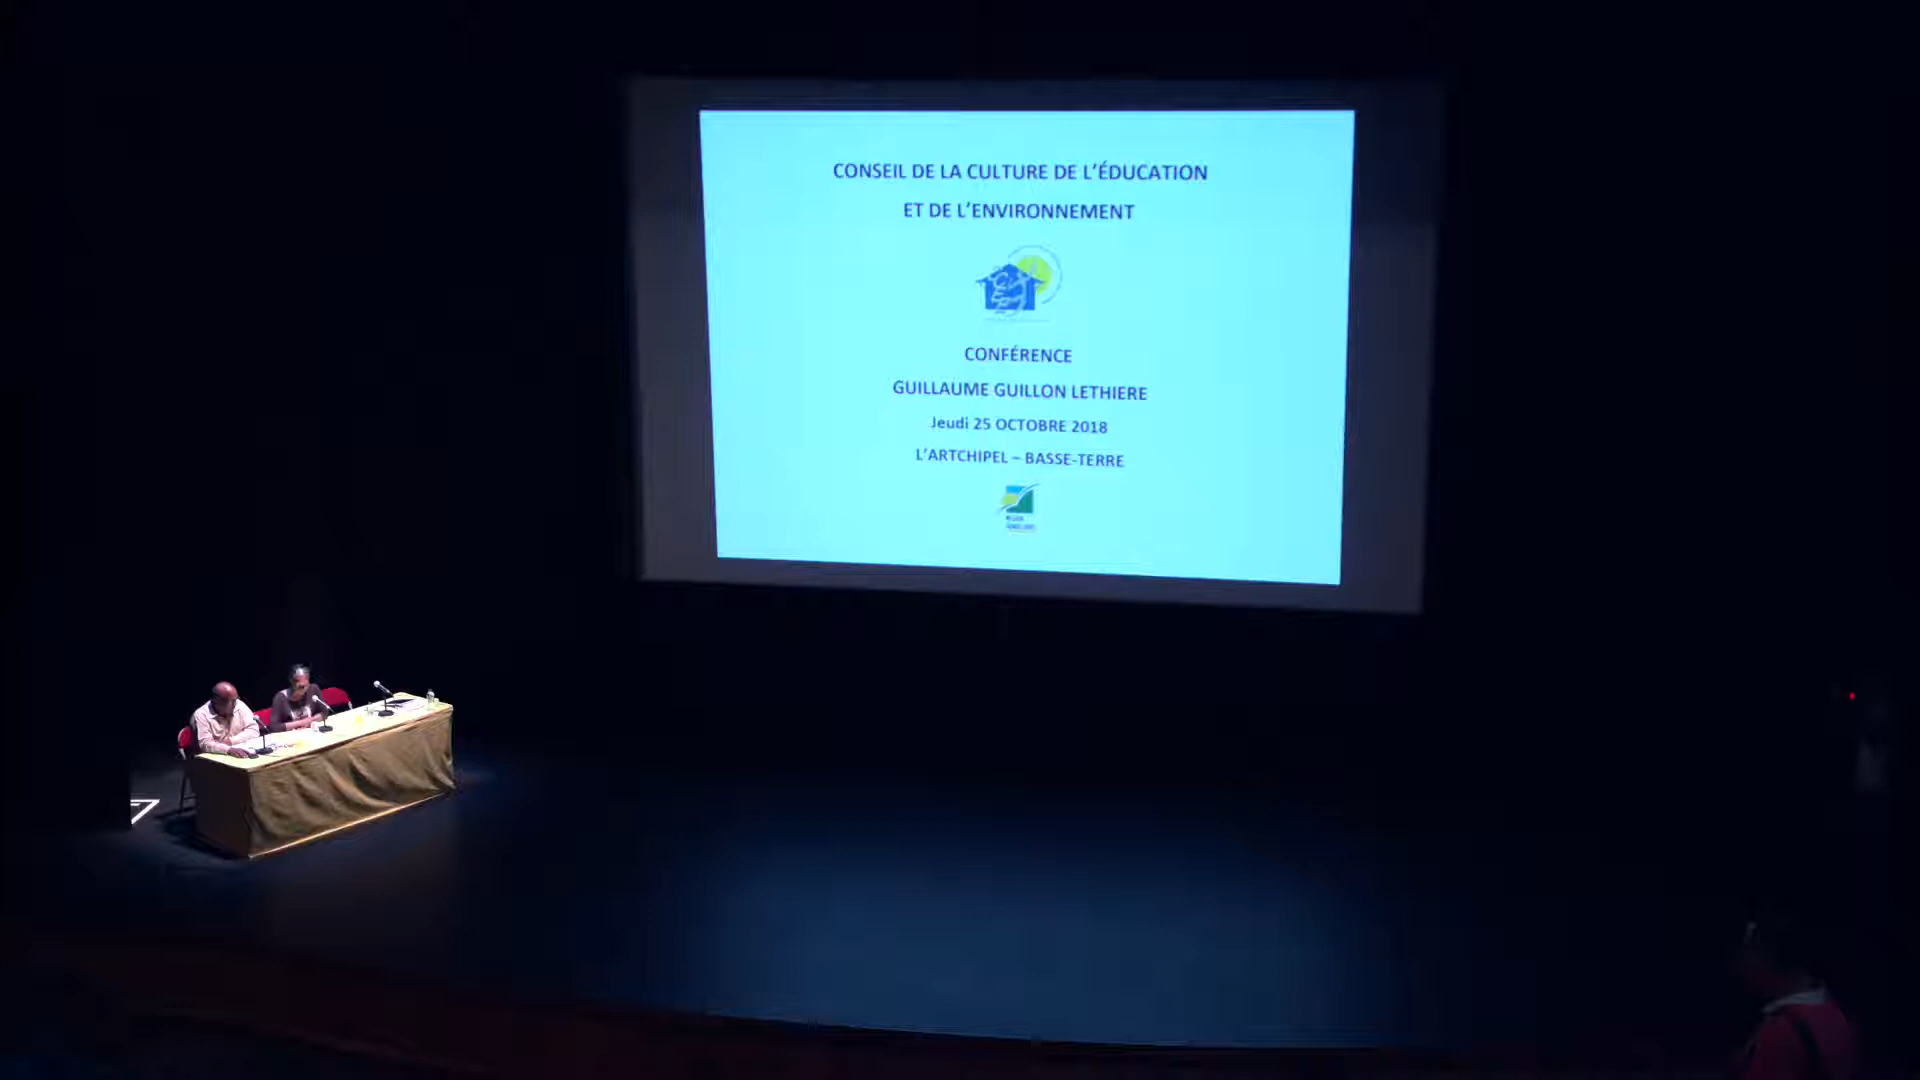 CONSEIL DE LA CULTURE DE L'ÉDUCATION
ET DE L'ENVIRONNEMENT
CONFÉRENCE
GUILLAUME GUILLON LETHIERE
Jeudi 25 OCTOBRE 2018
L'ARTCHIPEL – BASSE-TERRE